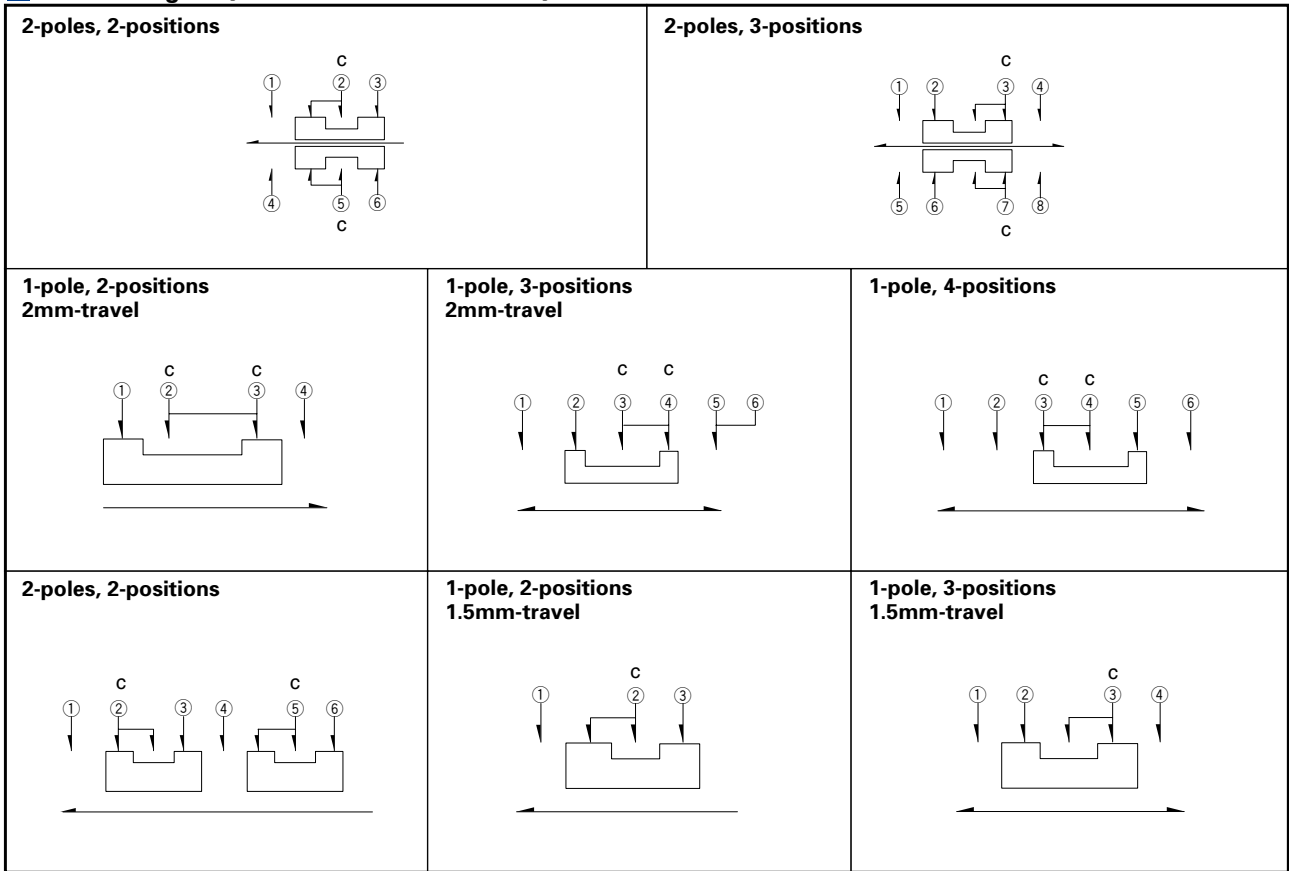 2-poles, 2-positions
C
① ② ③
④ ⑤ ⑥
C
2-poles, 3-positions
C
① ② ③ ④
⑤ ⑥ ⑦ ⑧
C
1-pole, 2-positions
2mm-travel
C C
① ② ③ ④
1-pole, 3-positions
2mm-travel
C C
① ② ③ ④ ⑤ ⑥
1-pole, 4-positions
C C
① ② ③ ④ ⑤ ⑥
2-poles, 2-positions
C C
① ② ③ ④ ⑤ ⑥
1-pole, 2-positions
1.5mm-travel
C
① ② ③
1-pole, 3-positions
1.5mm-travel
C
① ② ③ ④